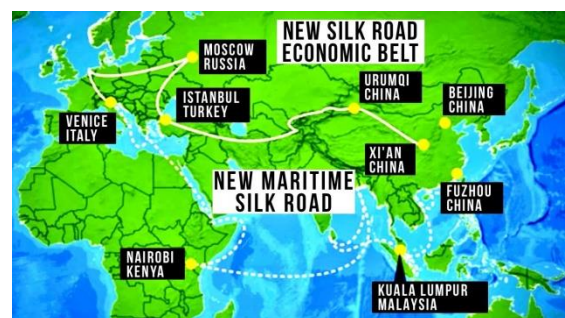 NEW SILK ROAD
ECONOMIC BELT
MOSCOW
RUSSIA
URUMQI
CHINA
BEIJING
CHINA
ISTANBUL
TURKEY
VENICE
ITALY
XI'AN
CHINA
NEW MARITIME
SILK ROAD
FUZHOU
CHINA
NAIROBI
KENYA
KUALA LUMPUR
MALAYSIA